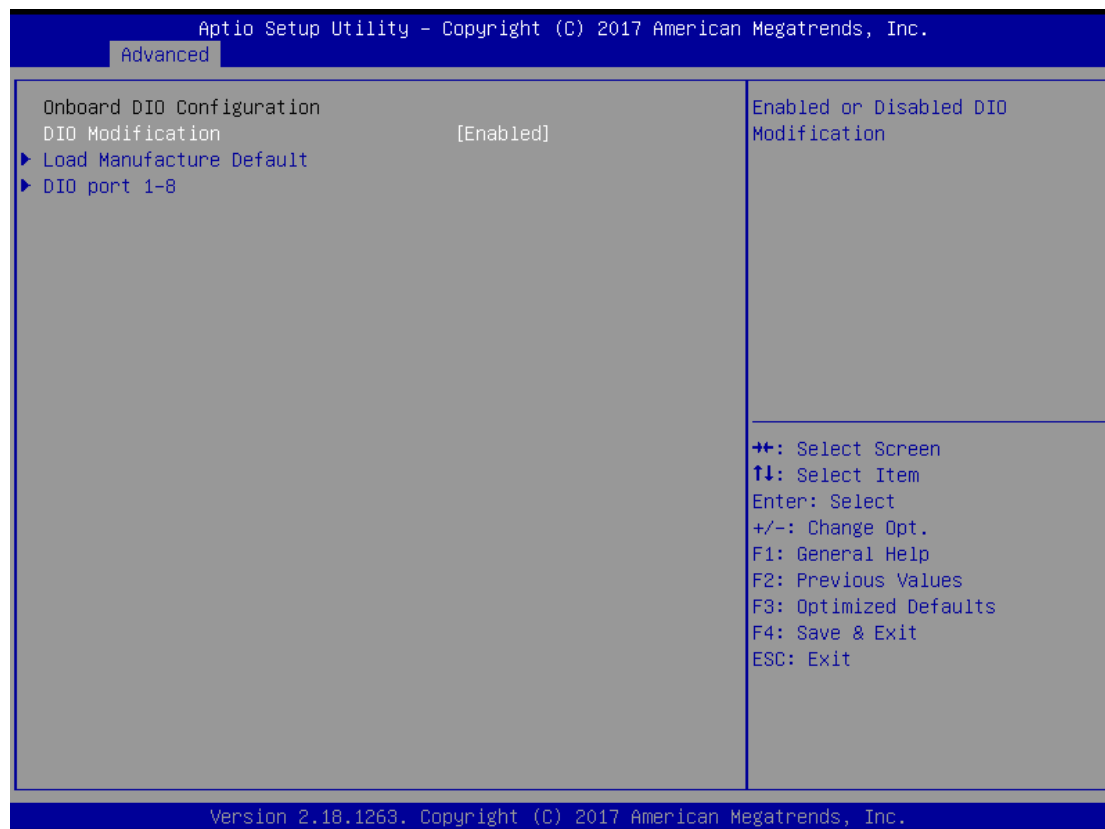 Aptio Setup Utility – Copyright (C) 2017 American Megatrends, Inc.
Advanced
Onboard DIO Configuration
DIO Modification [Enabled]
▶ Load Manufacture Default
▶ DIO port 1-8
Enabled or Disabled DIO
Modification
→←: Select Screen
↑↓: Select Item
Enter: Select
+/-: Change Opt.
F1: General Help
F2: Previous Values
F3: Optimized Defaults
F4: Save & Exit
ESC: Exit
Version 2.18.1263. Copyright (C) 2017 American Megatrends, Inc.